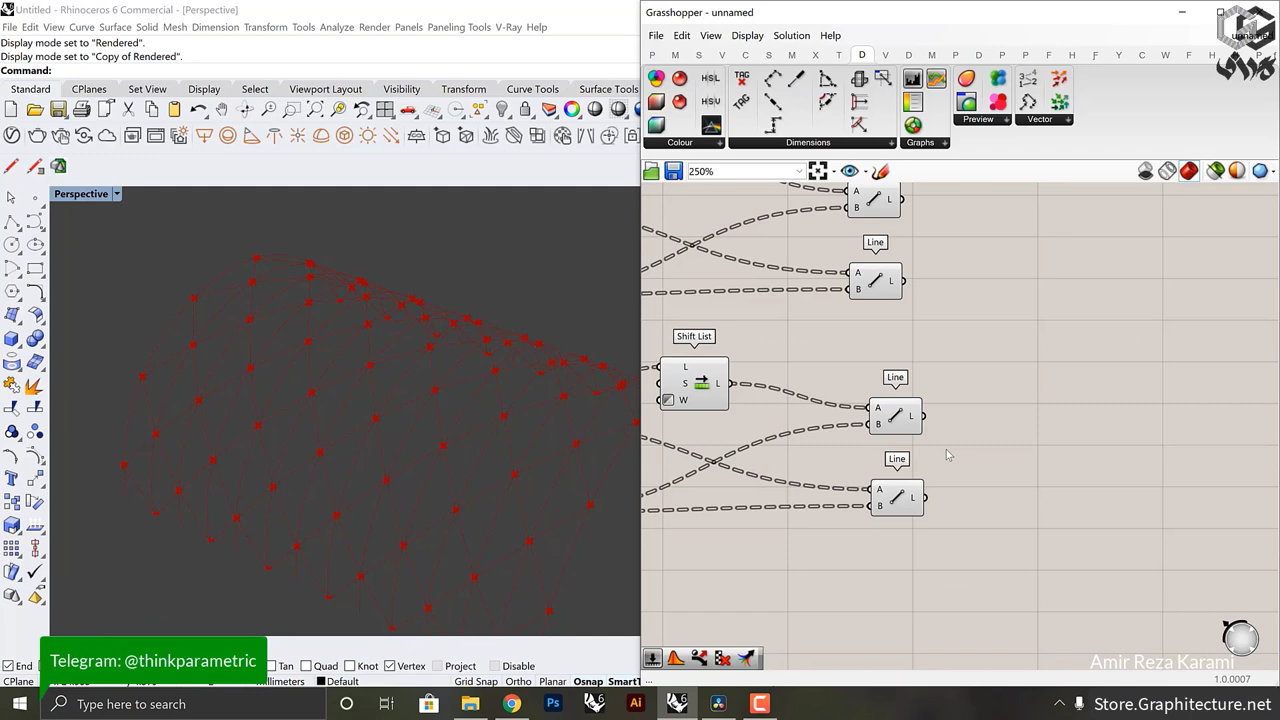 Untitled - Rhinoceros 6 Commercial - [Perspective]
File Edit View Curve Surface Solid Mesh Dimension Transform Tools Analyze Render Panels Paneling Tools V-Ray Help
Display mode set to "Rendered".
Display mode set to "Copy of Rendered".
Command:
Standard CPlanes Set View Display Select Viewport Layout Visibility Transform Curve Tools Surface Tools
Perspective
End
Tan Quad Knot Vertex Project Disable
CPlane
Millimeters Default Grid Snap Ortho Planar Osnap SmartT
Telegram: @thinkparametric
Grasshopper - unnamed
File Edit View Display Solution Help
unnamed
P M S V C M S X M S D V D M P D P D P F H F Y C V H
HSL
TAG
HSV
TAG
Colour Dimensions Graphs Preview Vector
250%
A
B
L
Line
A
B
L
Shift List
L
S
W
L
Line
A
B
L
Line
A
B
L
...
1.0.0007
Amir Reza Karami
Type here to search
Store.Graphitecture.net